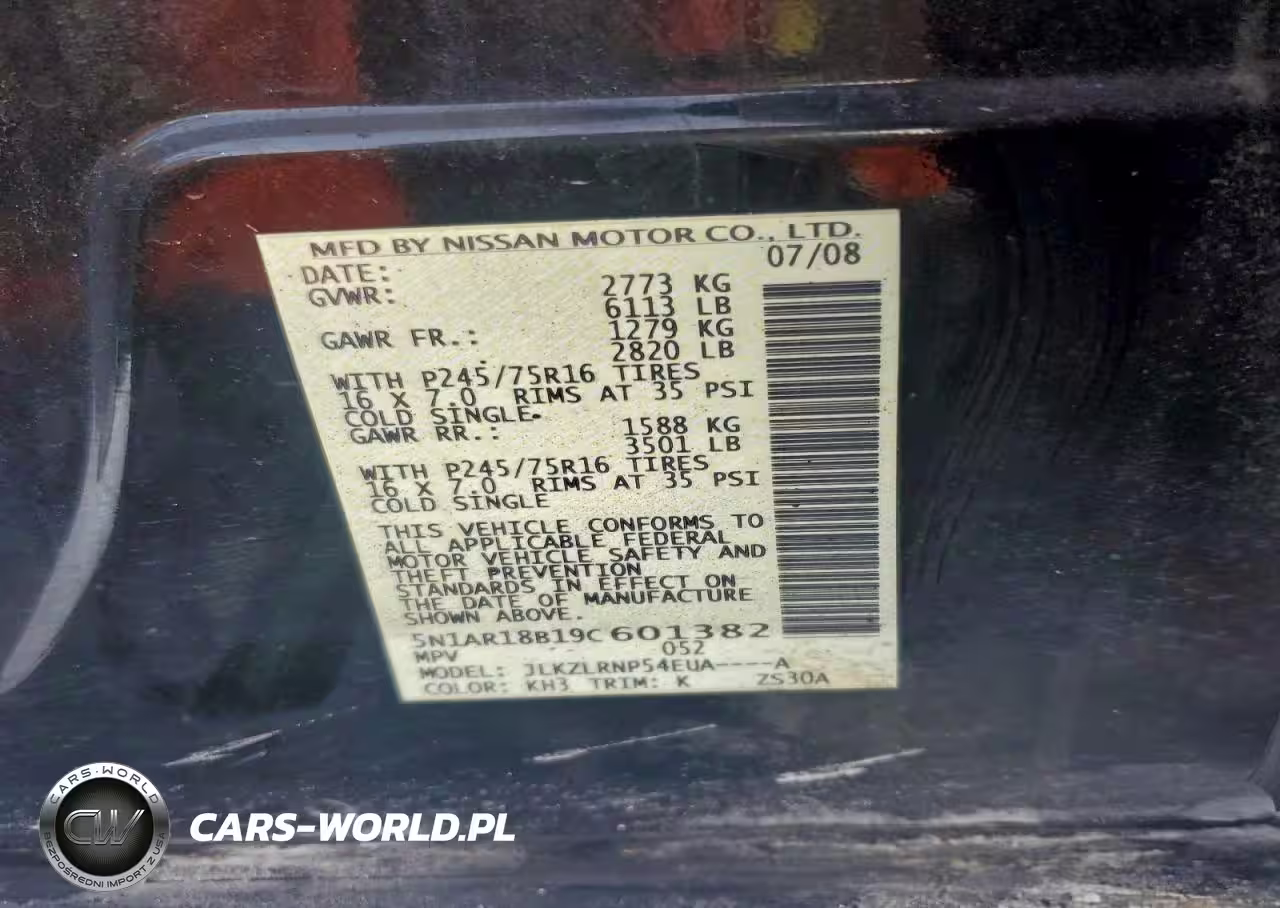 MFD BY NISSAN MOTOR CO., LTD.
DATE: 07/08
GVWR: 2773 KG
6113 LB
GAWR FR.: 1279 KG
2820 LB
WITH P245/75R16 TIRES
16 X 7.0 RIMS AT 35 PSI
COLD SINGLE.
GAWR RR.: 1588 KG
3501 LB
WITH P245/75R16 TIRES
16 X 7.0 RIMS AT 35 PSI
COLD SINGLE
THIS VEHICLE CONFORMS TO
ALL APPLICABLE FEDERAL
MOTOR VEHICLE SAFETY AND
THEFT PREVENTION
STANDARDS IN EFFECT ON
THE DATE OF MANUFACTURE
SHOWN ABOVE.
5N1AR18B19C601382
MPV 052
MODEL: JLKZLRNP54EUA----A
COLOR: KH3 TRIM: K ZS30A
CARS-WORLD
CW
BEZPOŚREDNI IMPORT Z USA
CARS-WORLD.PL